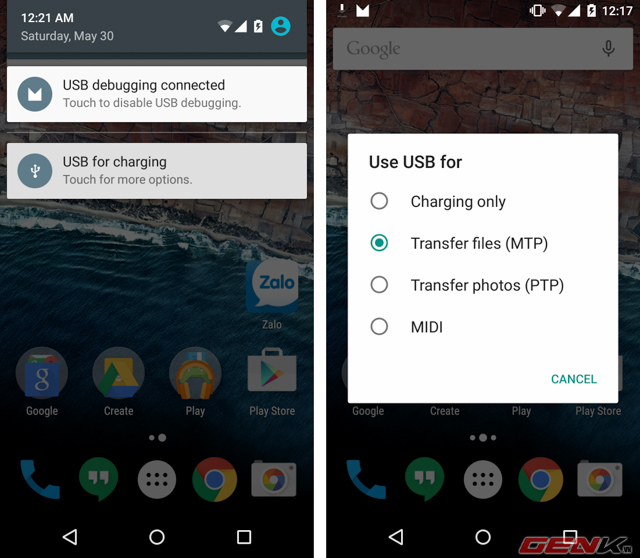 12:21 AM
Saturday, May 30
USB debugging connected
Touch to disable USB debugging.
USB for charging
Touch for more options.
Zalo
Zalo
g
Google
Create
Play
Play Store
12:17
Google
Use USB for
Charging only
Transfer files (MTP)
Transfer photos (PTP)
MIDI
CANCEL
Google
Create
Play
Play Store
GENK